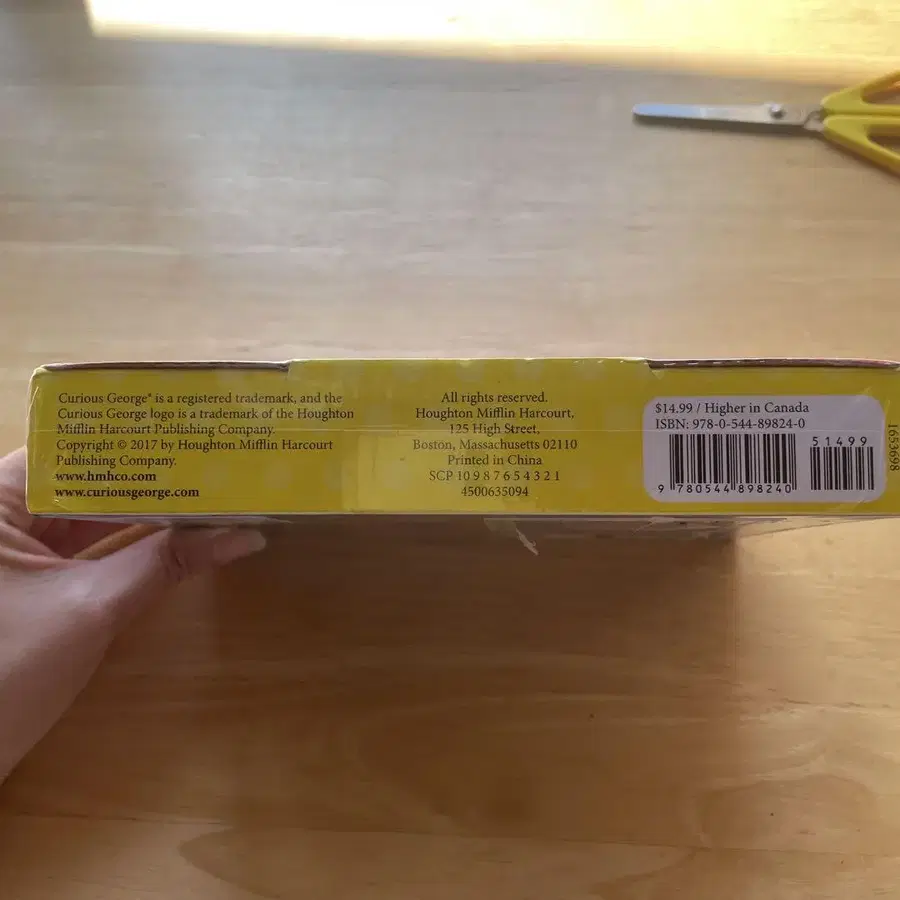 Curious George® is a registered trademark, and the
Curious George logo is a trademark of the Houghton
Mifflin Harcourt Publishing Company.
Copyright © 2017 by Houghton Mifflin Harcourt
Publishing Company.
www.hmhco.com
www.curiousgeorge.com
All rights reserved.
Houghton Mifflin Harcourt,
125 High Street,
Boston, Massachusetts 02110
Printed in China
SCP 10 9 8 7 6 5 4 3 2 1
4500635094
$14.99 / Higher in Canada
ISBN: 978-0-544-89824-0
51499
9 780544 898240
1653698